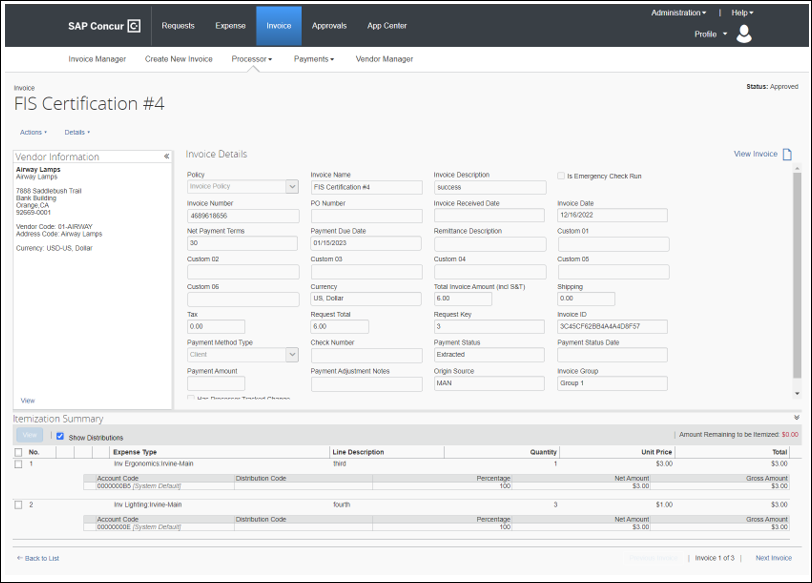 Administration | Help
SAP Concur C Requests Expense Invoice Approvals App Center
Profile
Invoice Manager Create New Invoice Processor Payments Vendor Manager
Invoice
Status: Approved
FIS Certification #4
Actions Details
Vendor Information «
Airway Lamps
Airway Lamps
7888 Saddlebush Trail
Bank Building
Orange,CA
92669-0001
Vendor Code: 01-AIRWAY
Address Code: Airway Lamps
Currency: USD-US, Dollar
View
Invoice Details View Invoice
Policy Invoice Name Invoice Description Is Emergency Check Run
Invoice Policy FIS Certification #4 success
Invoice Number PO Number Invoice Received Date Invoice Date
4689618656 12/16/2022
Net Payment Terms Payment Due Date Remittance Description Custom 01
30 01/15/2023
Custom 02 Custom 03 Custom 04 Custom 05
Custom 06 Currency Total Invoice Amount (incl S&T) Shipping
US, Dollar 6.00 0.00
Tax Request Total Request Key Invoice ID
0.00 6.00 3 3C45CF62BB4A4A4D8F57
Payment Method Type Check Number Payment Status Payment Status Date
Client Extracted
Payment Amount Payment Adjustment Notes Origin Source Invoice Group
MAN Group 1
Has Processor Tracked Change
Itemization Summary
View | Show Distributions | Amount Remaining to be Itemized: $0.00
No. Expense Type Line Description Quantity Unit Price Total
1 Inv Ergonomics:Irvine-Main third 1 $3.00 $3.00
Account Code Distribution Code Percentage Net Amount Gross Amount
0000000B5 [System Default] 100 $3.00 $3.00
2 Inv Lighting:Irvine-Main fourth 3 $1.00 $3.00
Account Code Distribution Code Percentage Net Amount Gross Amount
00000000E [System Default] 100 $3.00 $3.00
Back to List | Invoice 1 of 3 | Next Invoice